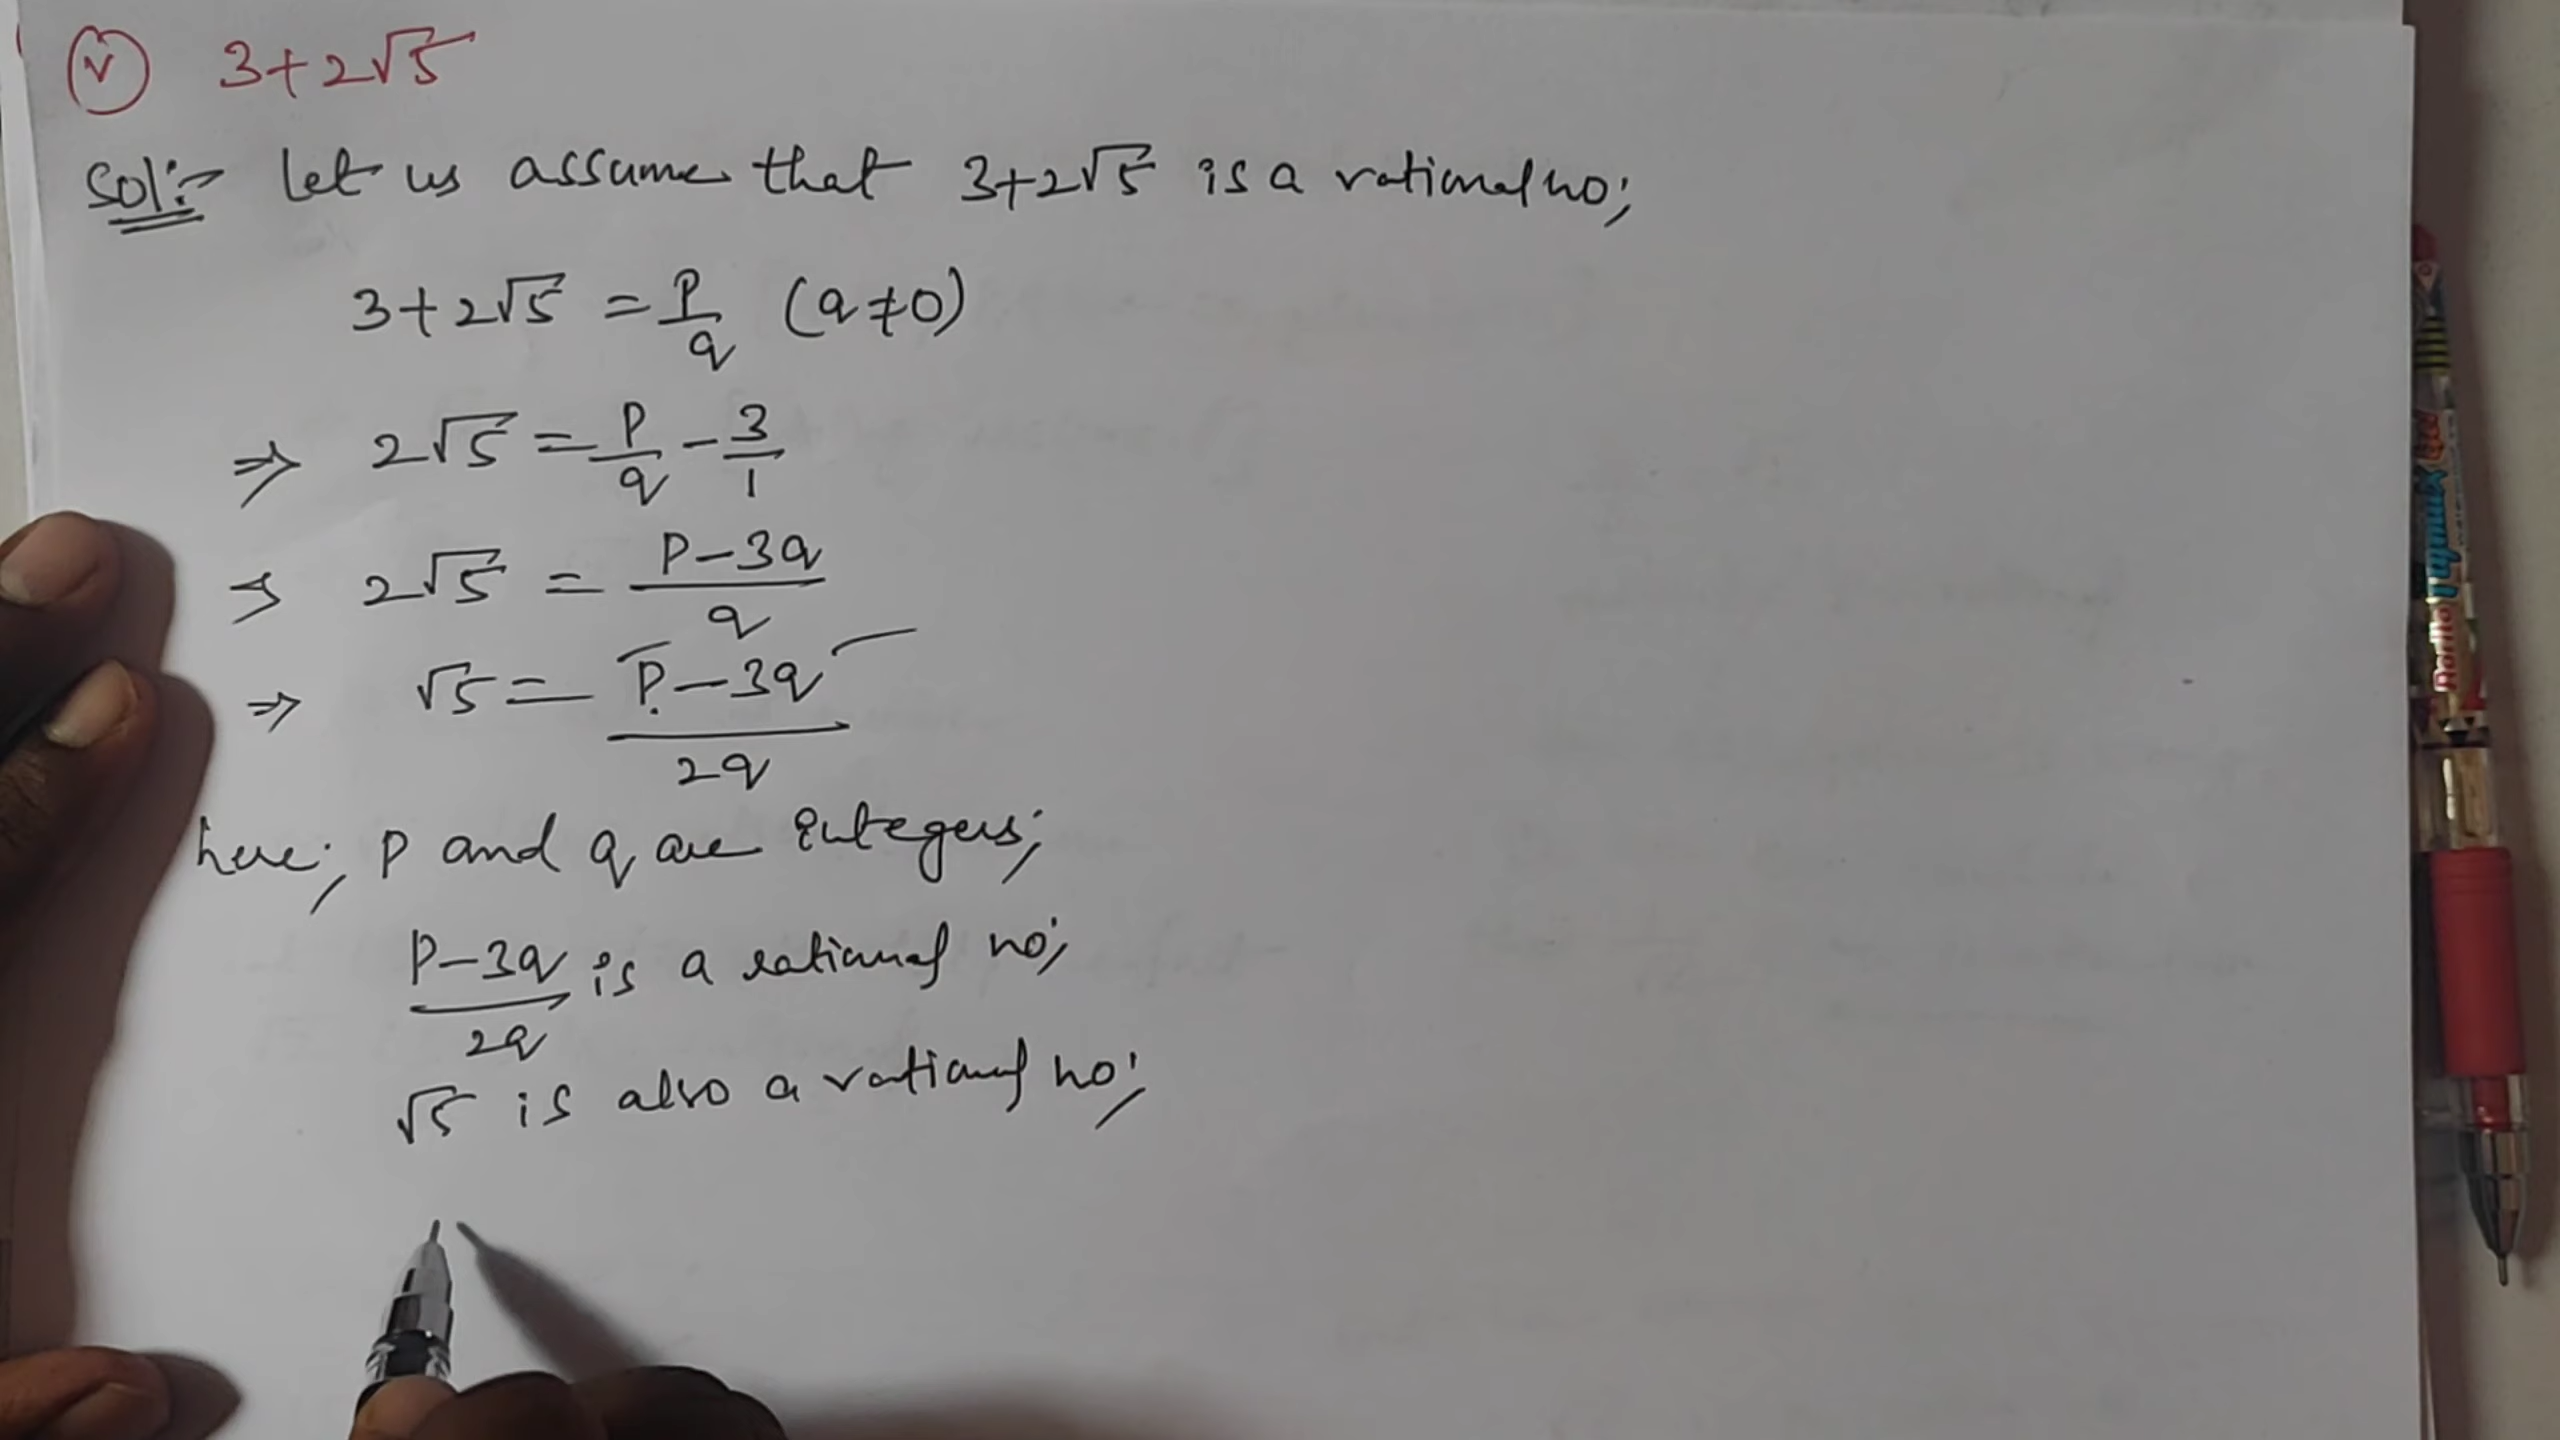 (v) 3+2√5
Sol:- let us assume that 3+2√5 is a rational no;
3+2√5 = p/q (q≠0)
⇒ 2√5 = p/q - 3/1
⇒ 2√5 = p-3q/q
⇒ √5 = p-3q/2q
here; p and q are integers;
p-3q/2q is a rational no;
√5 is also a rational no;